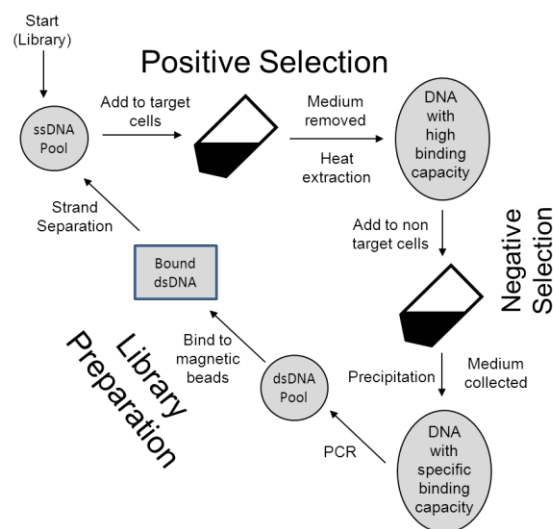 Start
(Library)
Positive Selection
ssDNA
Pool
Add to target
cells
Medium
removed
Heat
extraction
DNA
with
high
binding
capacity
Add to non
target cells
Negative
Selection
Precipitation
Medium
collected
DNA
with
specific
binding
capacity
PCR
dsDNA
Pool
Bind to
magnetic
beads
Library
Preparation
Bound
dsDNA
Strand
Separation